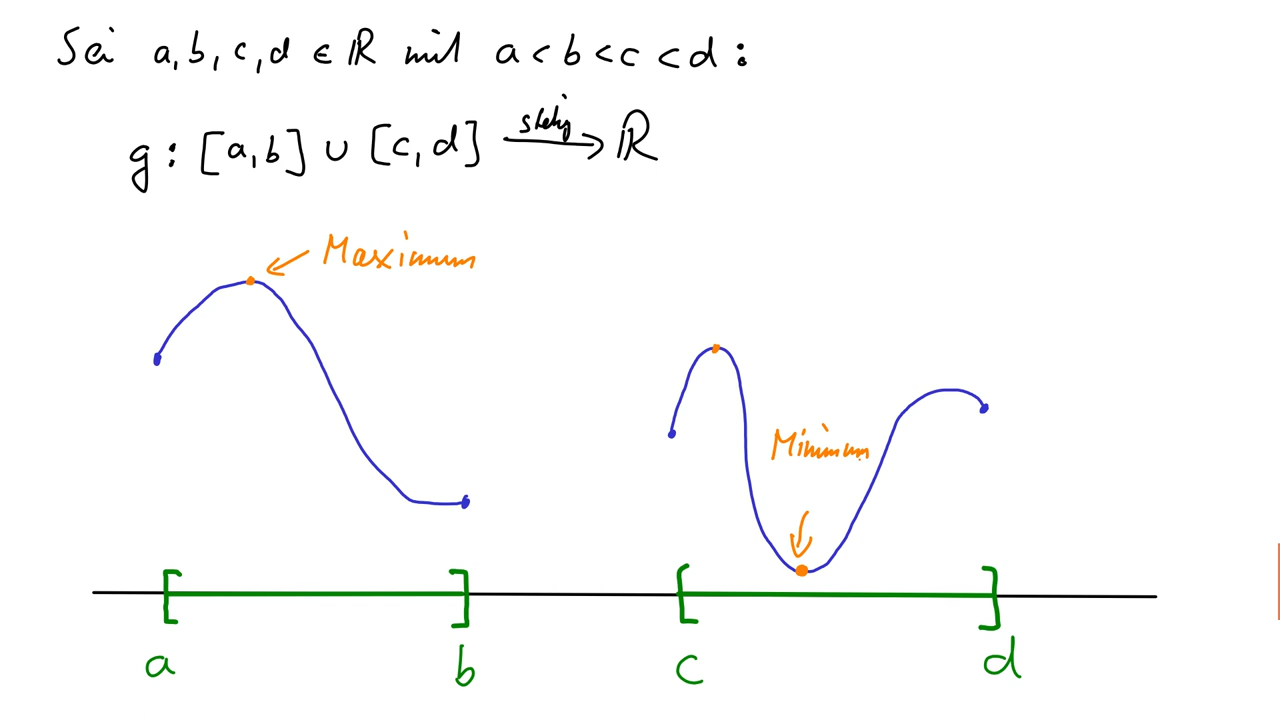 Sei a, b, c, d ∈ ℝ mit a < b < c < d :
stetig
g : [a, b] ∪ [c, d] → ℝ
Maximum
Minimum
a b c d